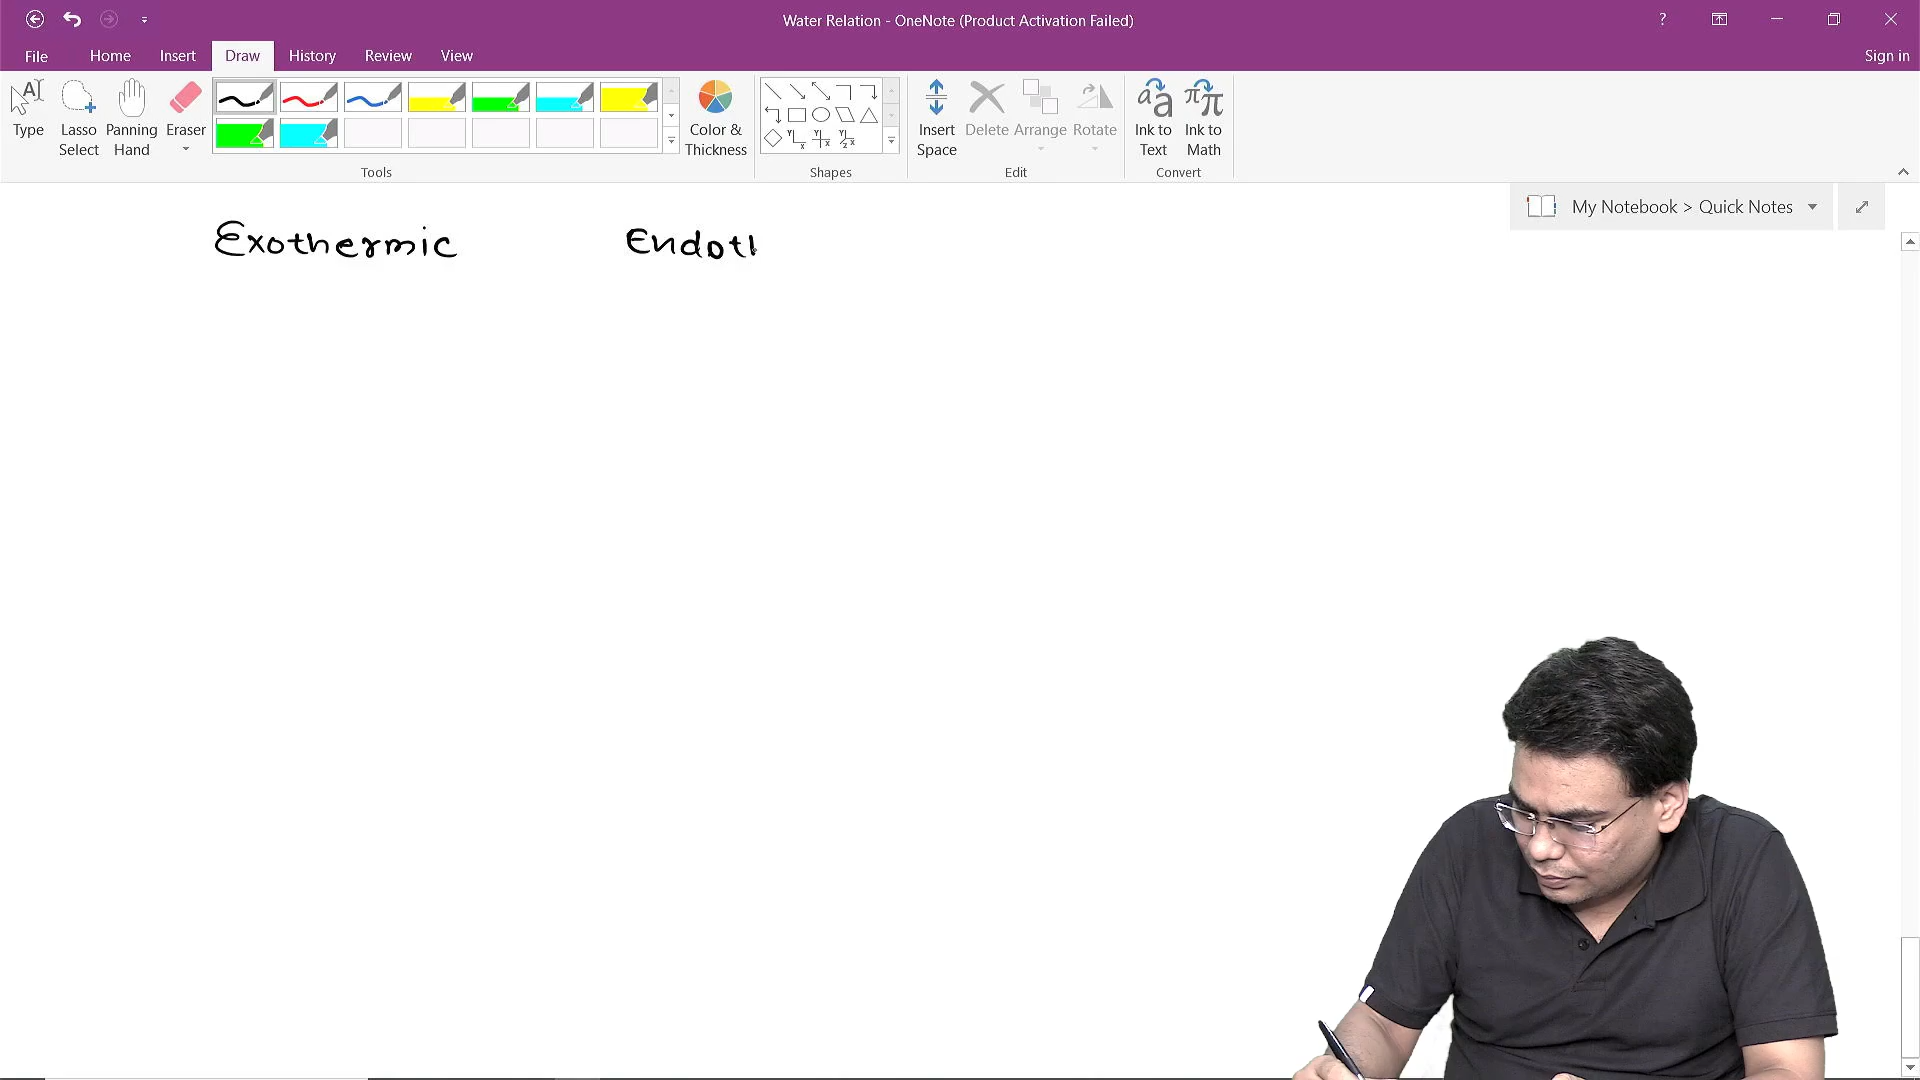 Water Relation - OneNote (Product Activation Failed)
?
File Home Insert Draw History Review View
Sign in
Type
Lasso Select
Panning Hand
Eraser
Color & Thickness
Insert Space
Delete
Arrange
Rotate
Ink to Text
Ink to Math
Tools
Shapes
Edit
Convert
My Notebook > Quick Notes
Exothermic Endotl